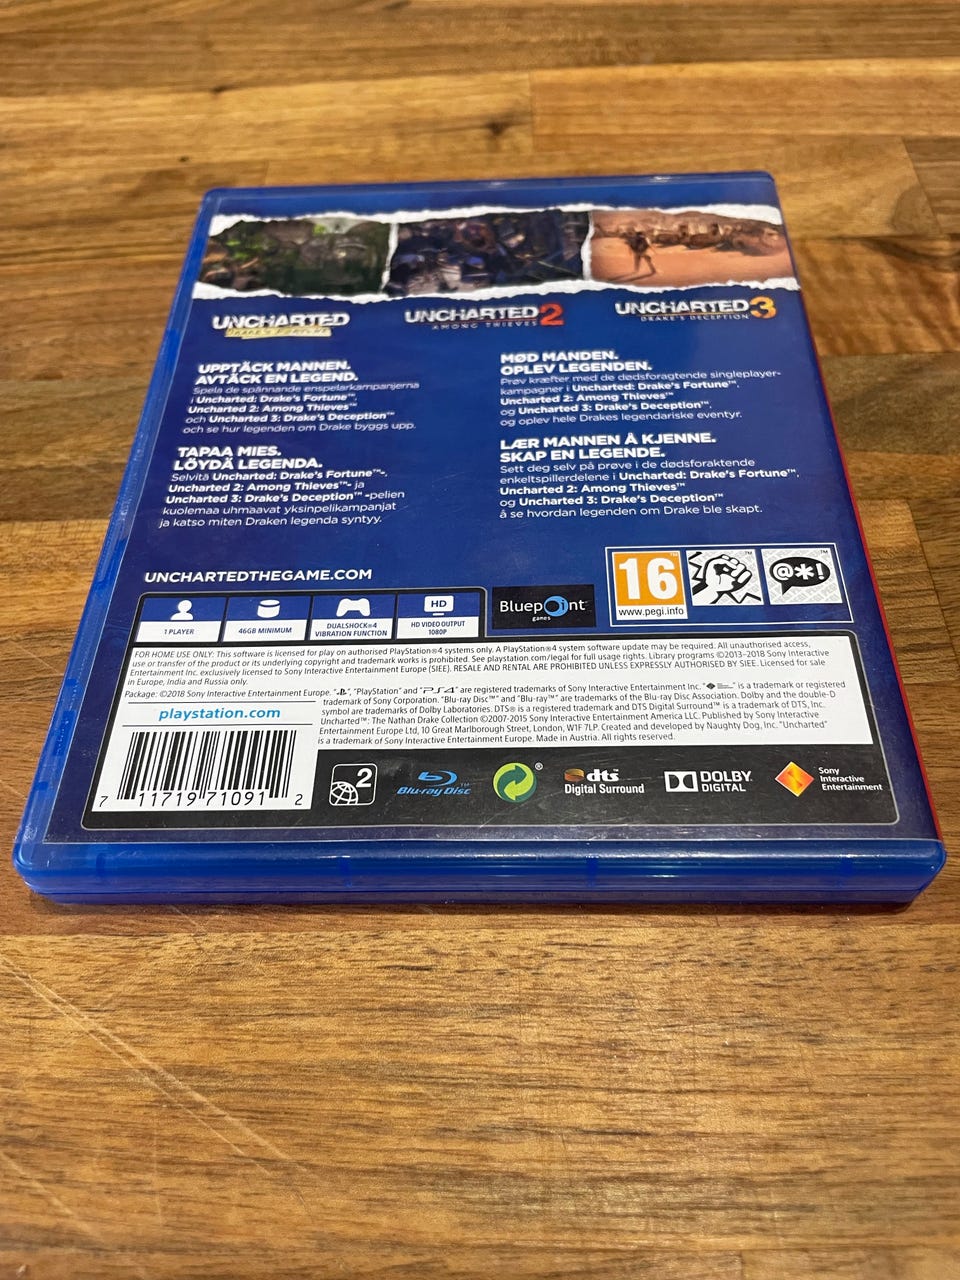 UNCHARTED
DRAKE'S FORTUNE
UNCHARTED 2
AMONG THIEVES
UNCHARTED 3
DRAKE'S DECEPTION
UPPTÄCK MANNEN.
AVTÄCK EN LEGEND.
Spela de spännande enspelarkampanjerna
i Uncharted: Drake's Fortune™,
Uncharted 2: Among Thieves™
och Uncharted 3: Drake's Deception™
och se hur legenden om Drake byggs upp.
TAPAA MIES.
LÖYDÄ LEGENDA.
Selvitä Uncharted: Drake's Fortune™-,
Uncharted 2: Among Thieves™- ja
Uncharted 3: Drake's Deception™ -pelien
kuolemaa uhmaavat yksinpelikampanjat
ja katso miten Draken legenda syntyy.
MØD MANDEN.
OPLEV LEGENDEN.
Prøv kræfter med de dødsforagtende singleplayer-
kampagner i Uncharted: Drake's Fortune™,
Uncharted 2: Among Thieves™
og Uncharted 3: Drake's Deception™,
og oplev hele Drakes legendariske eventyr.
LÆR MANNEN Å KJENNE.
SKAP EN LEGENDE.
Sett deg selv på prøve i de dødsforaktende
enkeltspillerdelene i Uncharted: Drake's Fortune™,
Uncharted 2: Among Thieves™
og Uncharted 3: Drake's Deception™
å se hvordan legenden om Drake ble skapt.
UNCHARTEDTHEGAME.COM
1 PLAYER
46GB MINIMUM
DUALSHOCK®4
VIBRATION FUNCTION
HD
HD VIDEO OUTPUT
1080P
Bluepoint™
games
16™
www.pegi.info
™
@*!
™
FOR HOME USE ONLY: This software is licensed for play on authorised PlayStation®4 systems only. A PlayStation®4 system software update may be required. All unauthorised access,
use or transfer of the product or its underlying copyright and trademark works is prohibited. See playstation.com/legal for full usage rights. Library programs ©2013-2018 Sony Interactive
Entertainment Inc. exclusively licensed to Sony Interactive Entertainment Europe (SIEE). RESALE AND RENTAL ARE PROHIBITED UNLESS EXPRESSLY AUTHORISED BY SIEE. Licensed for sale
in Europe, India and Russia only.
Package: ©2018 Sony Interactive Entertainment Europe. "PS", "PlayStation" and "PS4" are registered trademarks of Sony Interactive Entertainment Inc. " " is a trademark or registered
trademark of Sony Corporation. "Blu-ray Disc™" and "Blu-ray™" are trademarks of the Blu-ray Disc Association. Dolby and the double-D
symbol are trademarks of Dolby Laboratories. DTS® is a registered trademark and DTS Digital Surround™ is a trademark of DTS, Inc.
Uncharted™: The Nathan Drake Collection ©2007-2015 Sony Interactive Entertainment America LLC. Published by Sony Interactive
Entertainment Europe Ltd, 10 Great Marlborough Street, London, W1F 7LP. Created and developed by Naughty Dog, Inc. "Uncharted"
is a trademark of Sony Interactive Entertainment Europe. Made in Austria. All rights reserved.
playstation.com
7 11719 71091 2
2
Blu-ray Disc™
®
dts
Digital Surround
DOLBY
DIGITAL
Sony
Interactive
Entertainment